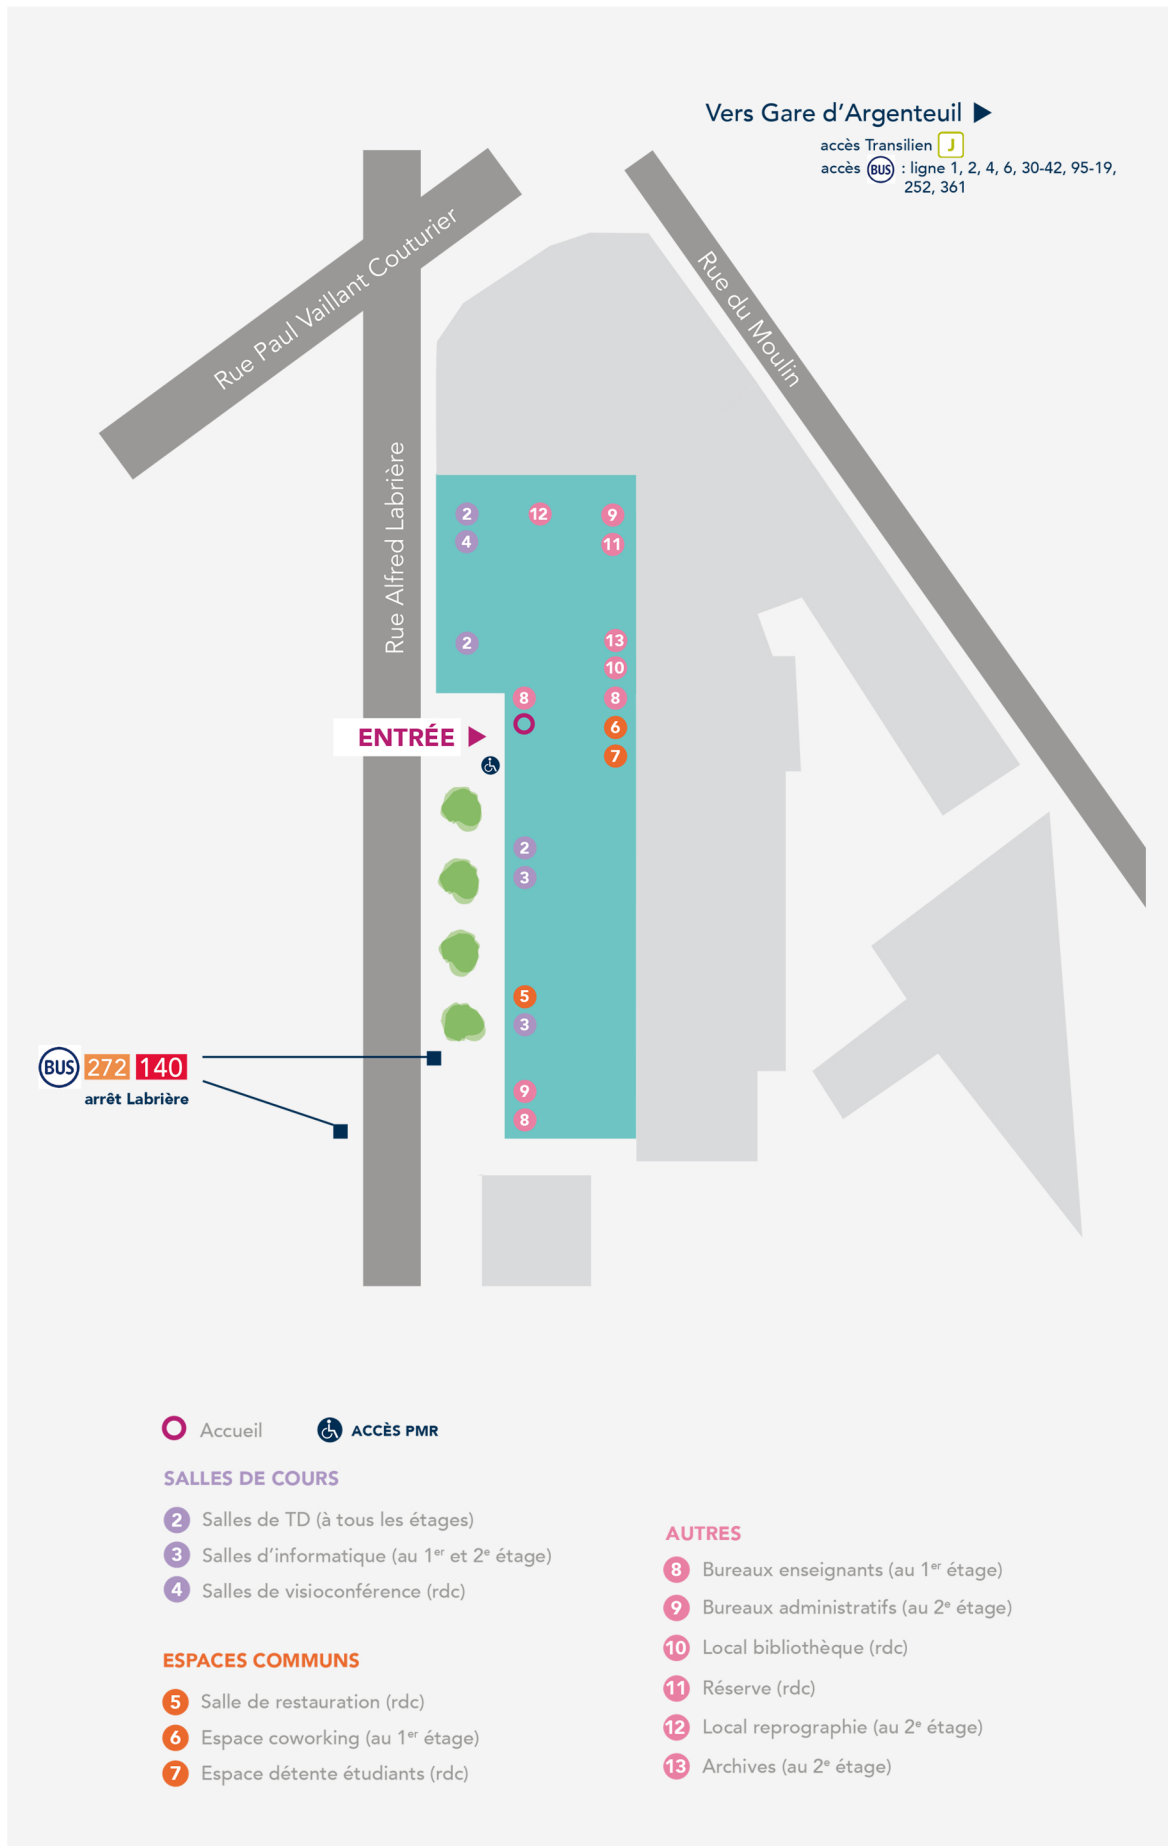 Vers Gare d'Argenteuil
accès Transilien J
accès BUS : ligne 1, 2, 4, 6, 30-42, 95-19,
252, 361
Rue Paul Vaillant Couturier
Rue du Moulin
Rue Alfred Labrière
2 12 9
4 11
2 13
10
8 8
6
ENTRÉE
7
2
3
5
3
BUS 272 140
arrêt Labrière
9
8
Accueil
ACCÈS PMR
SALLES DE COURS
2 Salles de TD (à tous les étages)
3 Salles d'informatique (au 1er et 2e étage)
4 Salles de visioconférence (rdc)
ESPACES COMMUNS
5 Salle de restauration (rdc)
6 Espace coworking (au 1er étage)
7 Espace détente étudiants (rdc)
AUTRES
8 Bureaux enseignants (au 1er étage)
9 Bureaux administratifs (au 2e étage)
10 Local bibliothèque (rdc)
11 Réserve (rdc)
12 Local reprographie (au 2e étage)
13 Archives (au 2e étage)